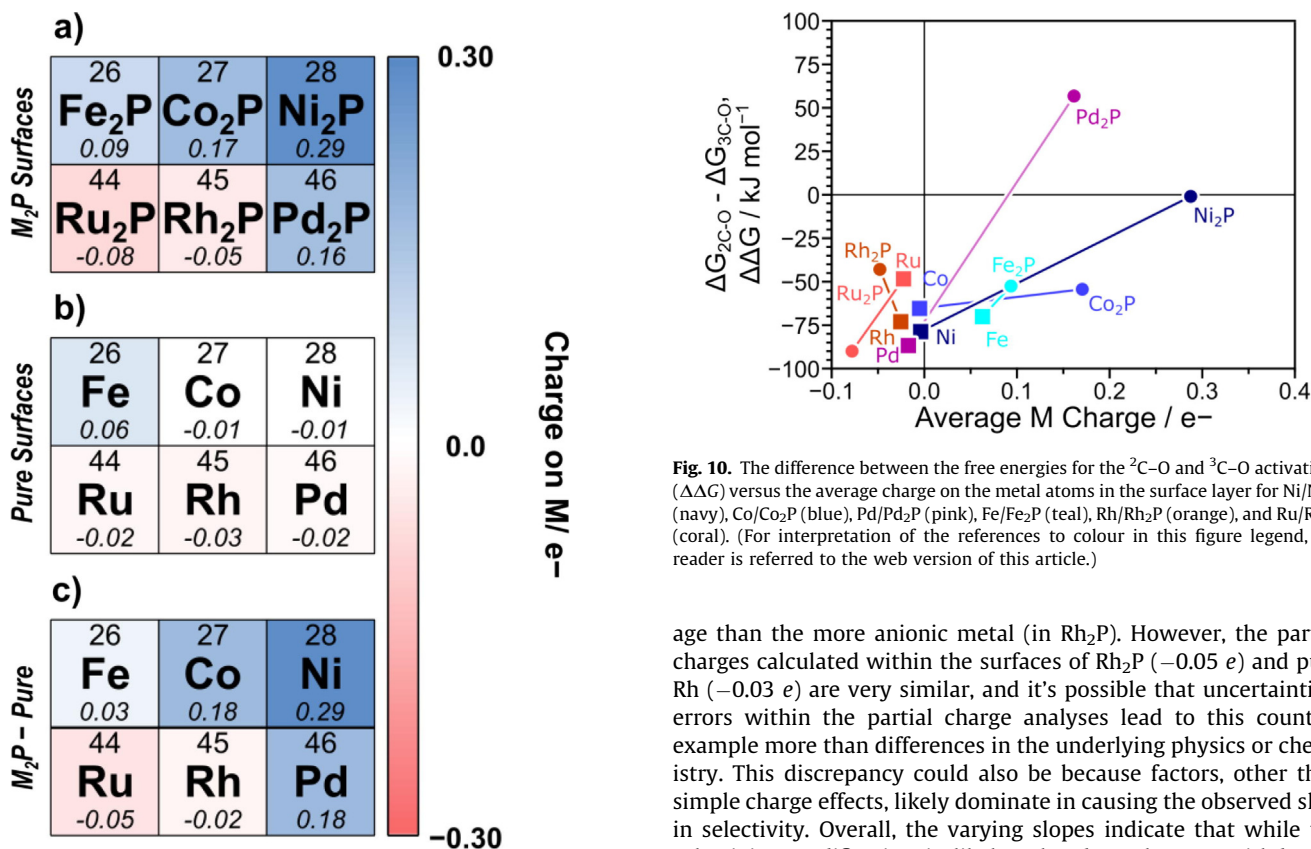 a)
M₂P Surfaces
26 27 28
Fe₂P Co₂P Ni₂P
0.09 0.17 0.29
44 45 46
Ru₂P Rh₂P Pd₂P
-0.08 -0.05 0.16
b)
Pure Surfaces
26 27 28
Fe Co Ni
0.06 -0.01 -0.01
44 45 46
Ru Rh Pd
-0.02 -0.03 -0.02
c)
M₂P – Pure
26 27 28
Fe Co Ni
0.03 0.18 0.29
44 45 46
Ru Rh Pd
-0.05 -0.02 0.18
0.30
0.0
−0.30
Charge on M/ e−
ΔG2C-O - ΔG3C-O,
ΔΔG / kJ mol⁻¹
100
75
50
25
0
−25
−50
−75
−100
Pd₂P
Ni₂P
Rh₂P
Ru
Fe₂P
Ru₂P
Co
Co₂P
Rh
Ni
Fe
Pd
−0.1 0.0 0.1 0.2 0.3 0.4
Average M Charge / e−
Fig. 10. The difference between the free energies for the ²C–O and ³C–O
(ΔΔG) versus the average charge on the metal atoms in the surface layer for
(navy), Co/Co₂P (blue), Pd/Pd₂P (pink), Fe/Fe₂P (teal), Rh/Rh₂P (orange), and
(coral). (For interpretation of the references to colour in this figure legend,
reader is referred to the web version of this article.)
age than the more anionic metal (in Rh₂P). However, the
charges calculated within the surfaces of Rh₂P (−0.05 e) and
Rh (−0.03 e) are very similar, and it's possible that
errors within the partial charge analyses lead to this
example more than differences in the underlying physics or
istry. This discrepancy could also be because factors, other
simple charge effects, likely dominate in causing the observed
in selectivity. Overall, the varying slopes indicate that while